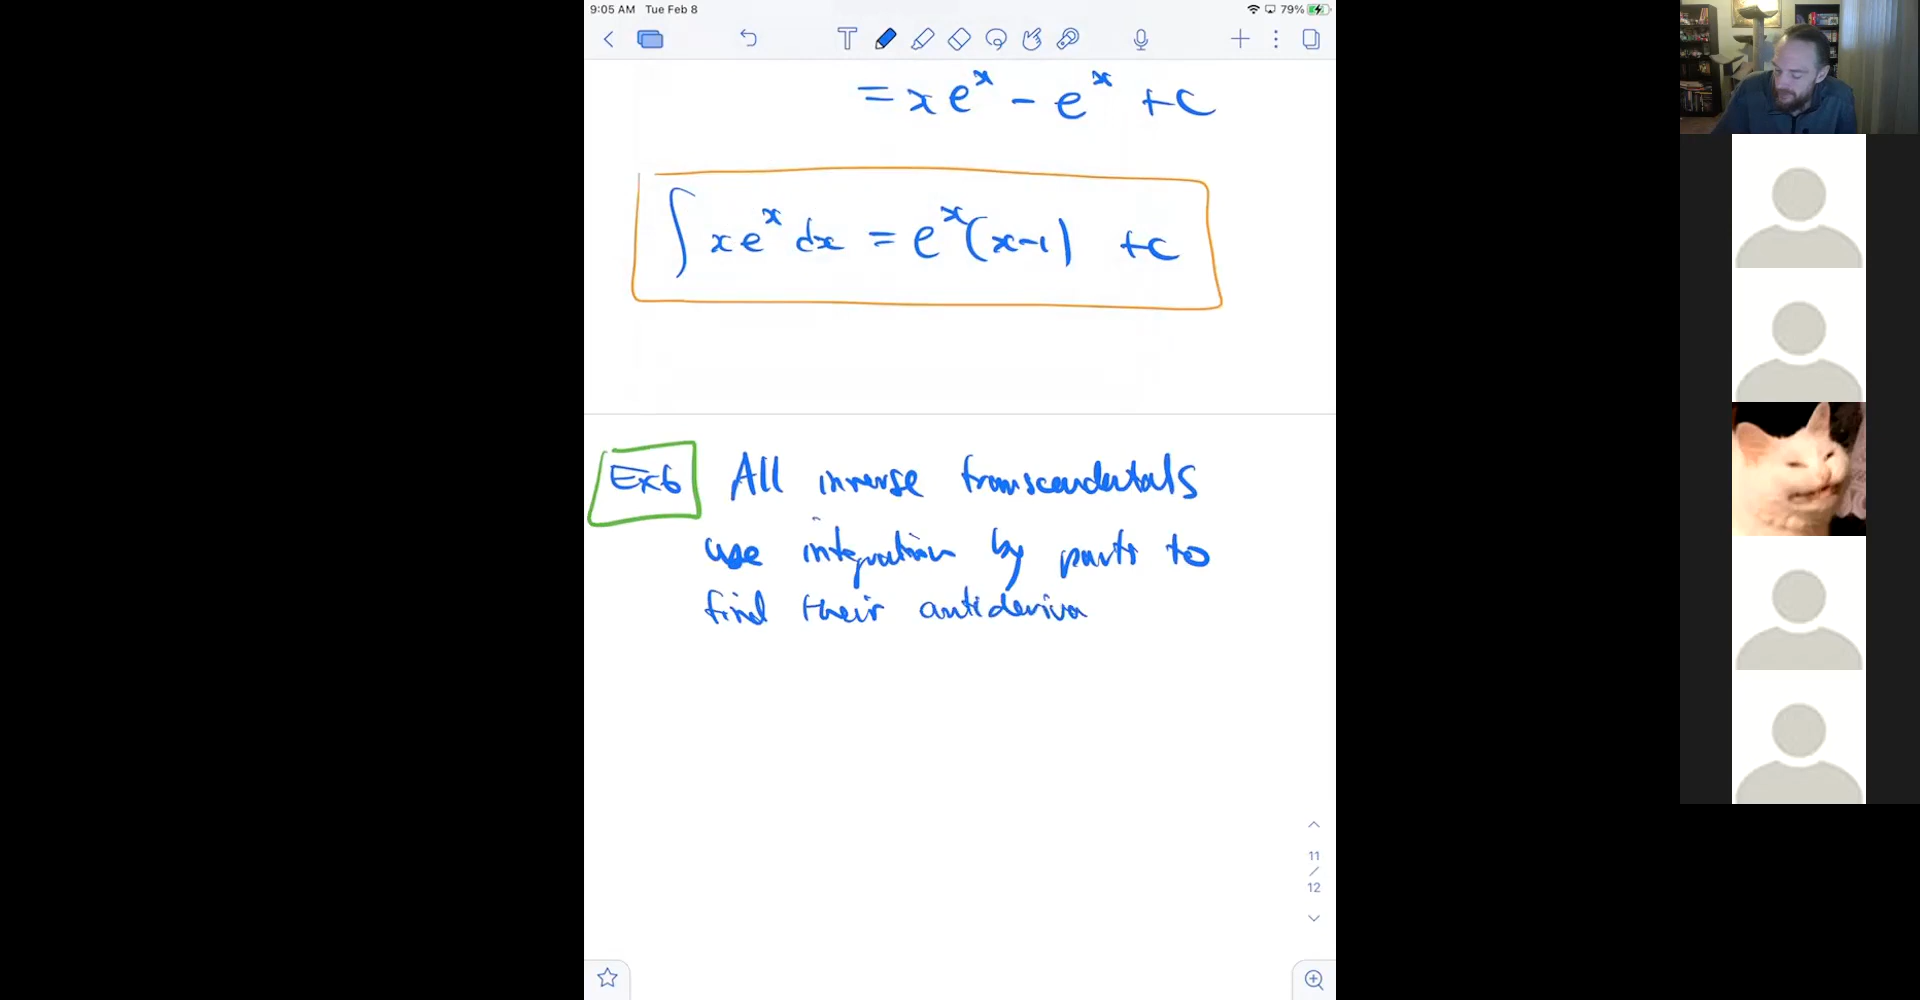 9:05 AM Tue Feb 8 79%
= xe^x - e^x + c
∫ xe^x dx = e^x(x-1) + c
Ex6 All inverse transcendentals
use integration by parts to
find their antideriva
11
/
12